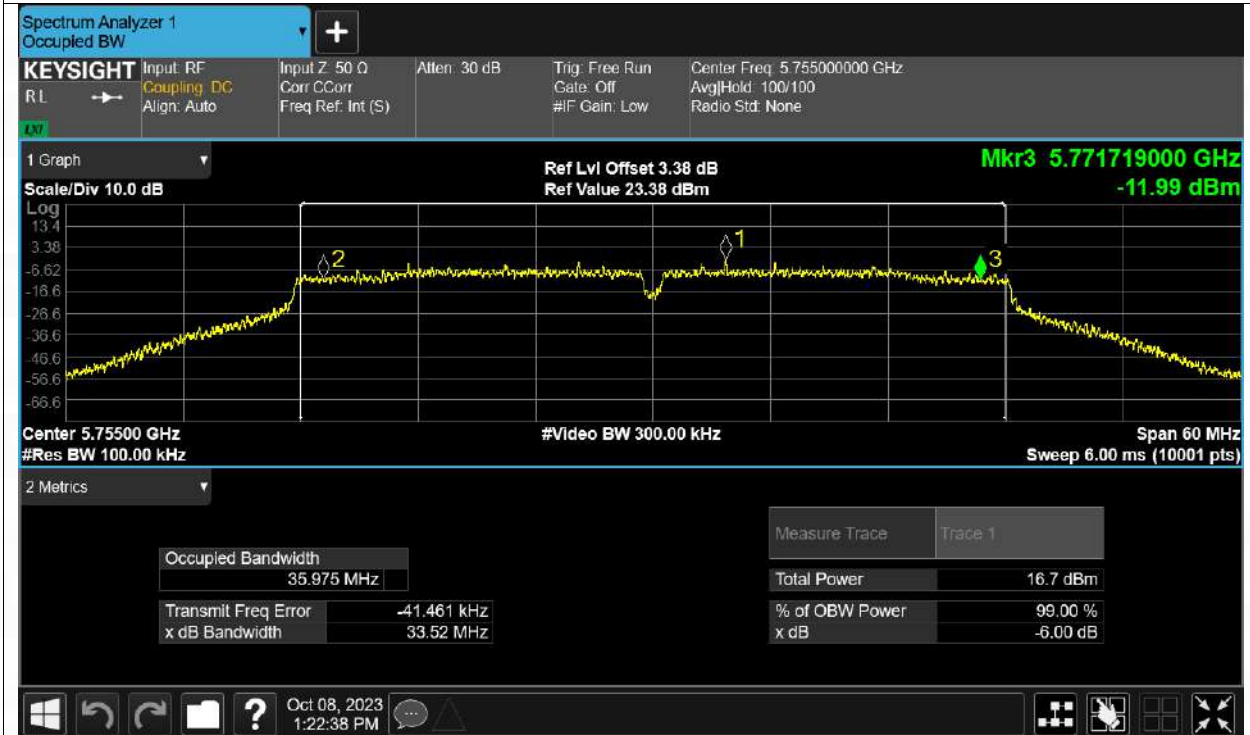 Spectrum Analyzer 1
Occupied BW
+
KEYSIGHT Input: RF Input Z: 50 Ω Atten: 30 dB Trig: Free Run Center Freq: 5.755000000 GHz
RL Coupling: DC Corr CCorr Gate: Off Avg|Hold: 100/100
Align: Auto Freq Ref: Int (S) #IF Gain: Low Radio Std: None
LXI
1 Graph Ref Lvl Offset 3.38 dB Mkr3 5.771719000 GHz
Scale/Div 10.0 dB Ref Value 23.38 dBm -11.99 dBm
Log
13.4
3.38
-6.62
-16.6
-26.6
-36.6
-46.6
-56.6
-66.6
2
1
3
Center 5.75500 GHz #Video BW 300.00 kHz Span 60 MHz
#Res BW 100.00 kHz Sweep 6.00 ms (10001 pts)
2 Metrics
Measure Trace Trace 1
Occupied Bandwidth
35.975 MHz Total Power 16.7 dBm
Transmit Freq Error -41.461 kHz % of OBW Power 99.00 %
x dB Bandwidth 33.52 MHz x dB -6.00 dB
? Oct 08, 2023
1:22:38 PM